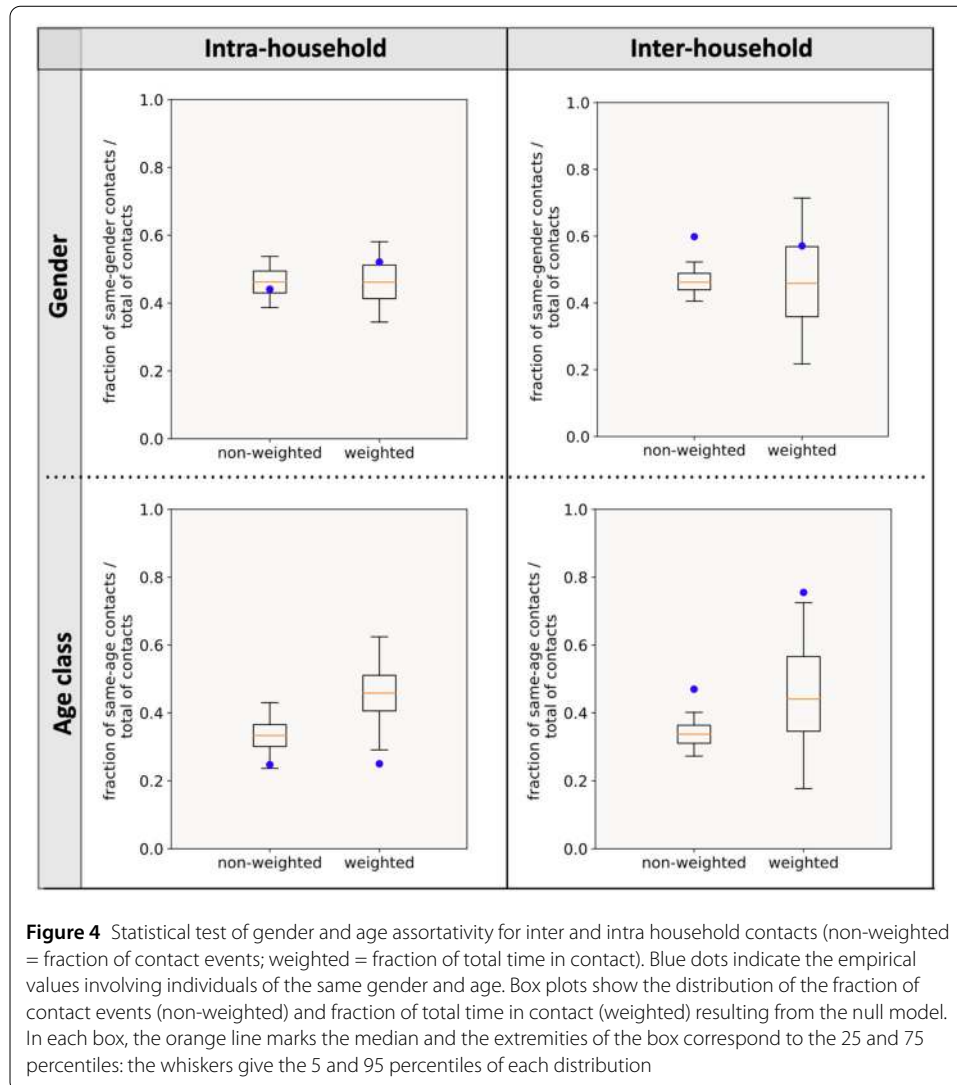 Intra-household
Inter-household
Gender
fraction of same-gender contacts /
total of contacts
1.0
0.8
0.6
0.4
0.2
0.0
non-weighted
weighted
fraction of same-gender contacts /
total of contacts
1.0
0.8
0.6
0.4
0.2
0.0
non-weighted
weighted
Age class
fraction of same-age contacts /
total of contacts
1.0
0.8
0.6
0.4
0.2
0.0
non-weighted
weighted
fraction of same-age contacts /
total of contacts
1.0
0.8
0.6
0.4
0.2
0.0
non-weighted
weighted
Figure 4 Statistical test of gender and age assortativity for inter and intra household contacts (non-weighted
= fraction of contact events; weighted = fraction of total time in contact). Blue dots indicate the empirical
values involving individuals of the same gender and age. Box plots show the distribution of the fraction of
contact events (non-weighted) and fraction of total time in contact (weighted) resulting from the null model.
In each box, the orange line marks the median and the extremities of the box correspond to the 25 and 75
percentiles: the whiskers give the 5 and 95 percentiles of each distribution